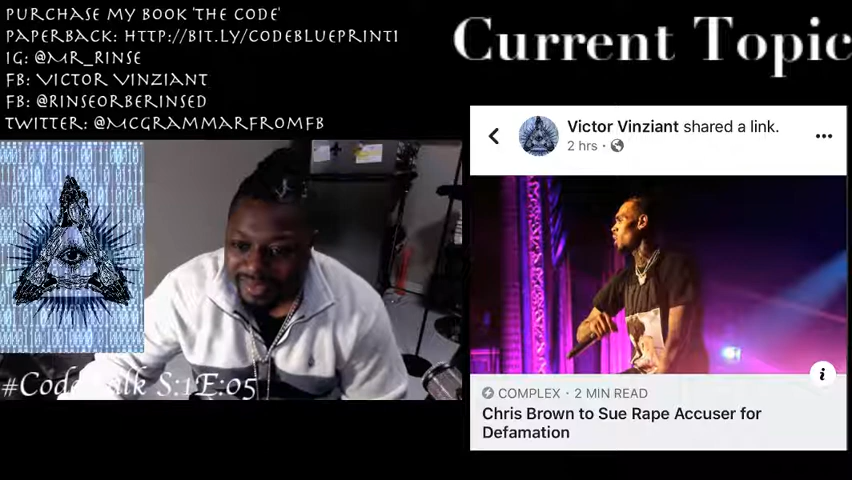 PURCHASE MY BOOK 'THE CODE'
PAPERBACK: HTTP://BIT.LY/CODEBLUEPRINT1
IG: @MR_RINSE
FB: VICTOR VINZIANT
FB: @RINSEORBERINSED
TWITTER: @MCGRAMMARFROMFB
Current Topic
Victor Vinziant shared a link.
2 hrs
#Code Talk S:1E:05
COMPLEX · 2 MIN READ
Chris Brown to Sue Rape Accuser for
Defamation